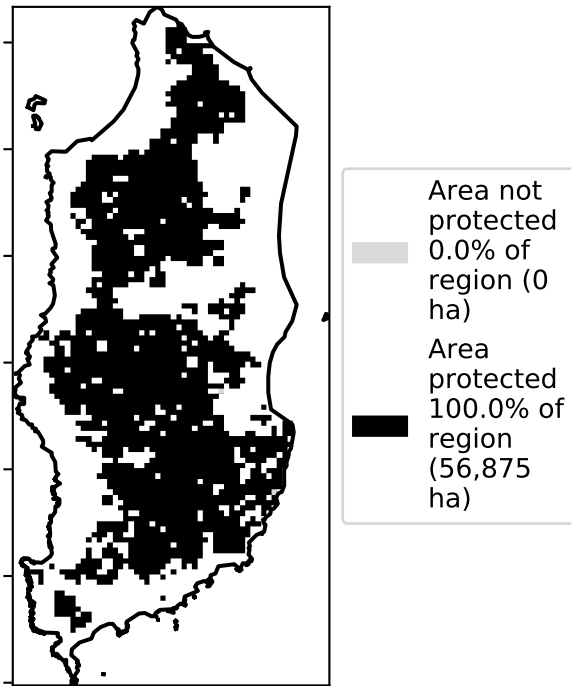 Area not
protected
0.0% of
region (0
ha)
Area
protected
100.0% of
region
(56,875
ha)